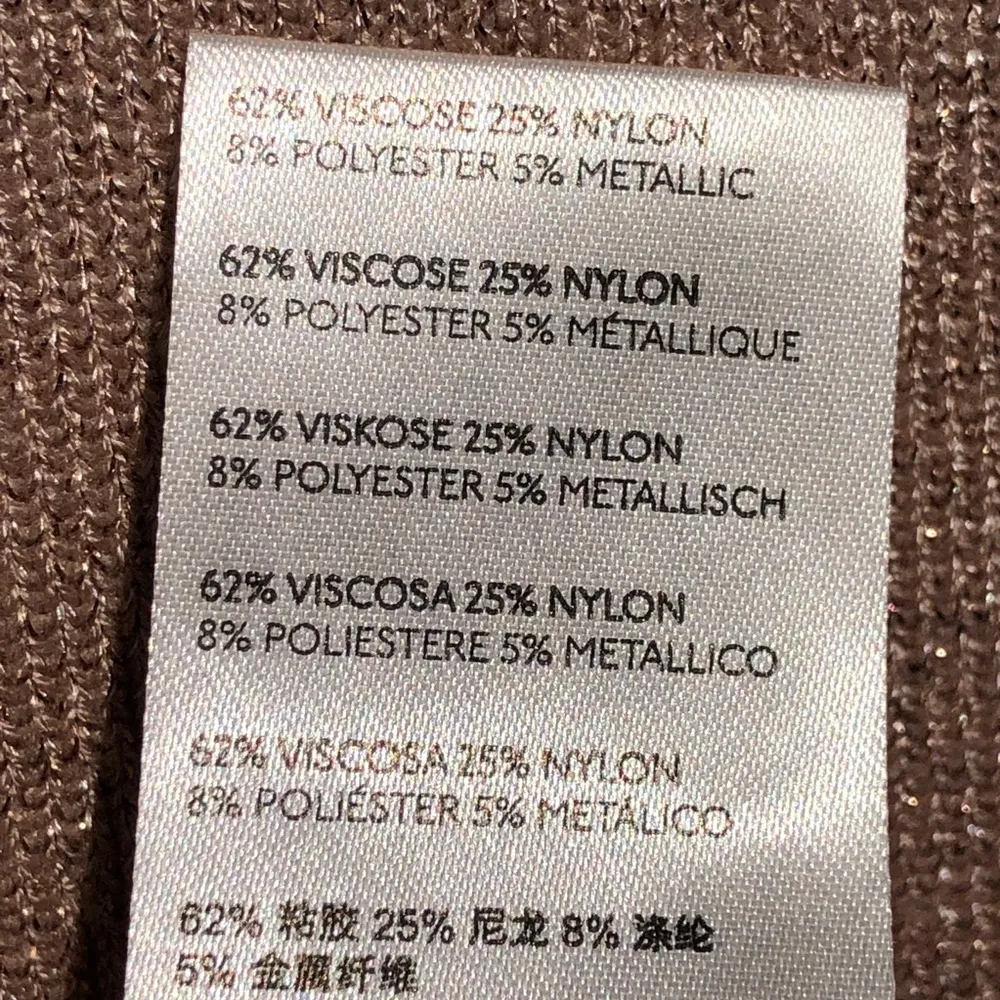 62% VISCOSE 25% NYLON
8% POLYESTER 5% METALLIC
62% VISCOSE 25% NYLON
8% POLYESTER 5% MÉTALLIQUE
62% VISKOSE 25% NYLON
8% POLYESTER 5% METALLISCH
62% VISCOSA 25% NYLON
8% POLIESTERE 5% METALLICO
62% VISCOSA 25% NYLON
8% POLIÉSTER 5% METÁLICO
62% 粘胶 25% 尼龙 8% 涤纶
5% 金属纤维